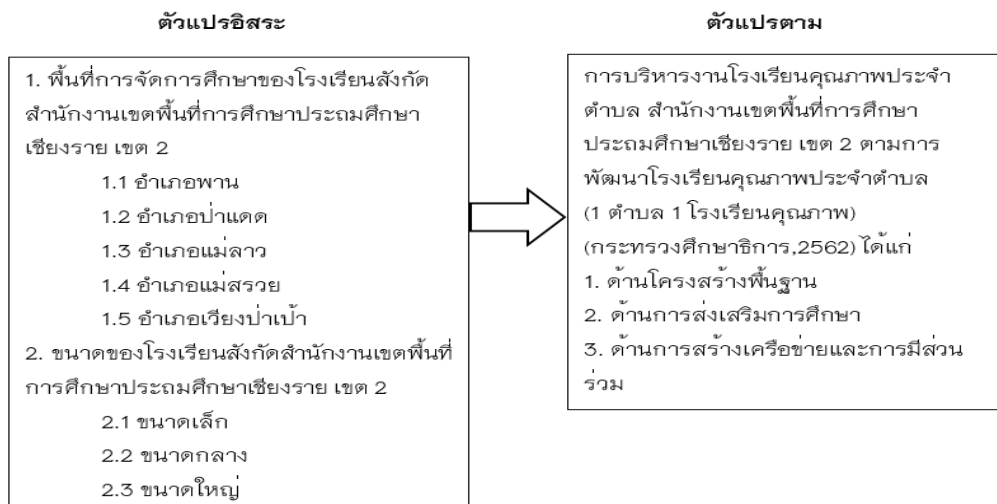 ตัวแปรอิสระ
1. พื้นที่การจัดการศึกษาของโรงเรียนสังกัด
สำนักงานเขตพื้นที่การศึกษาประถมศึกษา
เชียงราย เขต 2
1.1 อำเภอพาน
1.2 อำเภอป่าแดด
1.3 อำเภอแม่ลาว
1.4 อำเภอแม่สรวย
1.5 อำเภอเวียงป่าเป้า
2. ขนาดของโรงเรียนสังกัดสำนักงานเขตพื้นที่
การศึกษาประถมศึกษาเชียงราย เขต 2
2.1 ขนาดเล็ก
2.2 ขนาดกลาง
2.3 ขนาดใหญ่
ตัวแปรตาม
การบริหารงานโรงเรียนคุณภาพประจำ
ตำบล สำนักงานเขตพื้นที่การศึกษา
ประถมศึกษาเชียงราย เขต 2 ตามการ
พัฒนาโรงเรียนคุณภาพประจำตำบล
(1 ตำบล 1 โรงเรียนคุณภาพ)
(กระทรวงศึกษาธิการ,2562) ได้แก่
1. ด้านโครงสร้างพื้นฐาน
2. ด้านการส่งเสริมการศึกษา
3. ด้านการสร้างเครือข่ายและการมีส่วน
ร่วม